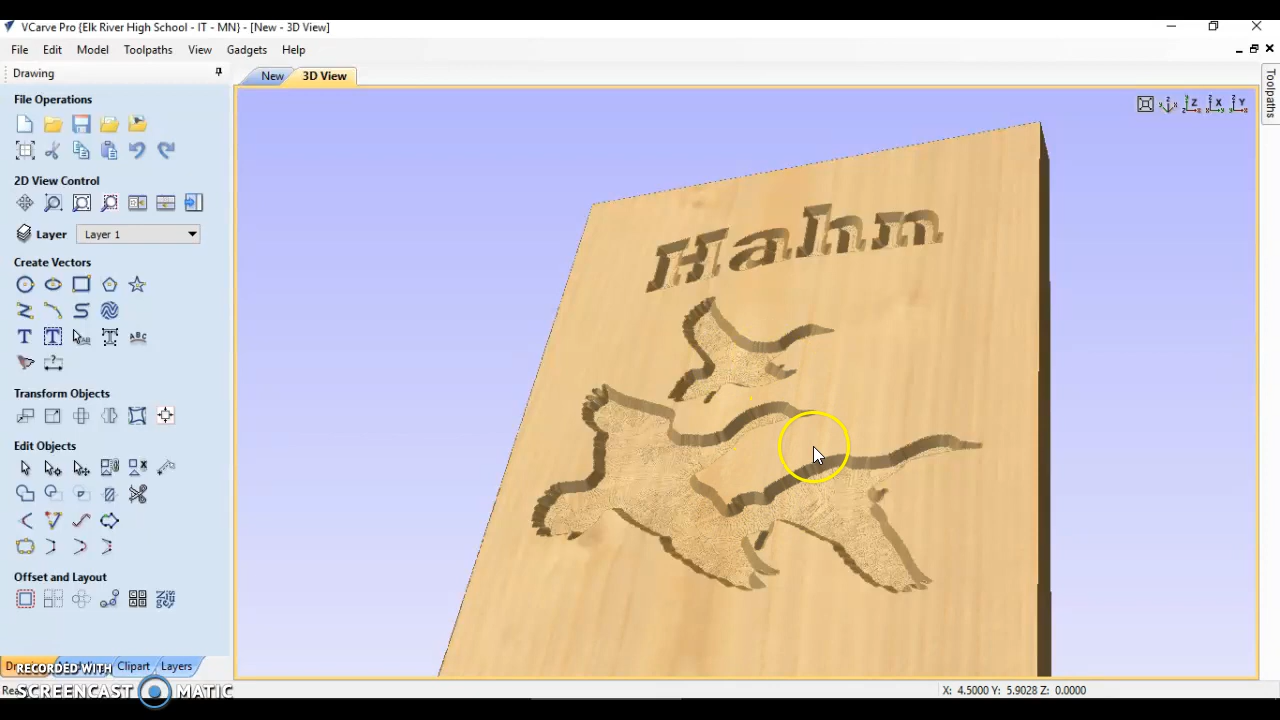 VCarve Pro {Elk River High School - IT - MN} - [New - 3D View]
File Edit Model Toolpaths View Gadgets Help
Drawing
New 3D View
File Operations
2D View Control
Layer Layer 1
Create Vectors
Transform Objects
Edit Objects
Offset and Layout
Clipart Layers
Toolpaths
Hahn
RECORDED WITH
SCREENCAST MATIC
X: 4.5000 Y: 5.9028 Z: 0.0000